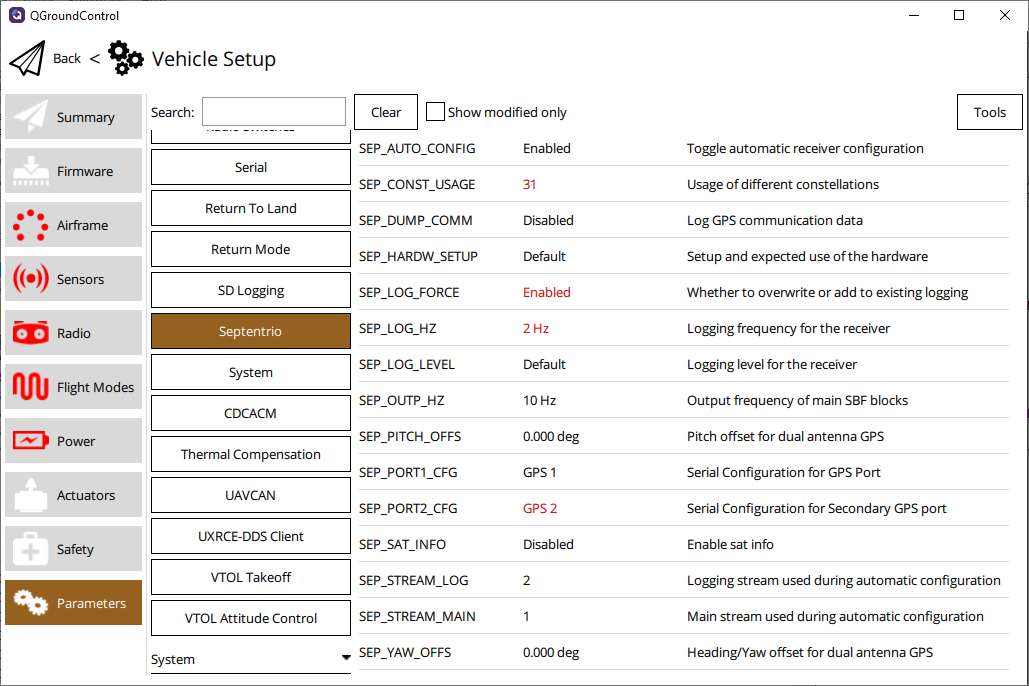 QGroundControl
Back < Vehicle Setup
Summary
Firmware
Airframe
Sensors
Radio
Flight Modes
Power
Actuators
Safety
Parameters
Search: Clear Show modified only Tools
Radio Switches
Serial
Return To Land
Return Mode
SD Logging
Septentrio
System
CDCACM
Thermal Compensation
UAVCAN
UXRCE-DDS Client
VTOL Takeoff
VTOL Attitude Control
System
SEP_AUTO_CONFIG Enabled Toggle automatic receiver configuration
SEP_CONST_USAGE 31 Usage of different constellations
SEP_DUMP_COMM Disabled Log GPS communication data
SEP_HARDW_SETUP Default Setup and expected use of the hardware
SEP_LOG_FORCE Enabled Whether to overwrite or add to existing logging
SEP_LOG_HZ 2 Hz Logging frequency for the receiver
SEP_LOG_LEVEL Default Logging level for the receiver
SEP_OUTP_HZ 10 Hz Output frequency of main SBF blocks
SEP_PITCH_OFFS 0.000 deg Pitch offset for dual antenna GPS
SEP_PORT1_CFG GPS 1 Serial Configuration for GPS Port
SEP_PORT2_CFG GPS 2 Serial Configuration for Secondary GPS port
SEP_SAT_INFO Disabled Enable sat info
SEP_STREAM_LOG 2 Logging stream used during automatic configuration
SEP_STREAM_MAIN 1 Main stream used during automatic configuration
SEP_YAW_OFFS 0.000 deg Heading/Yaw offset for dual antenna GPS